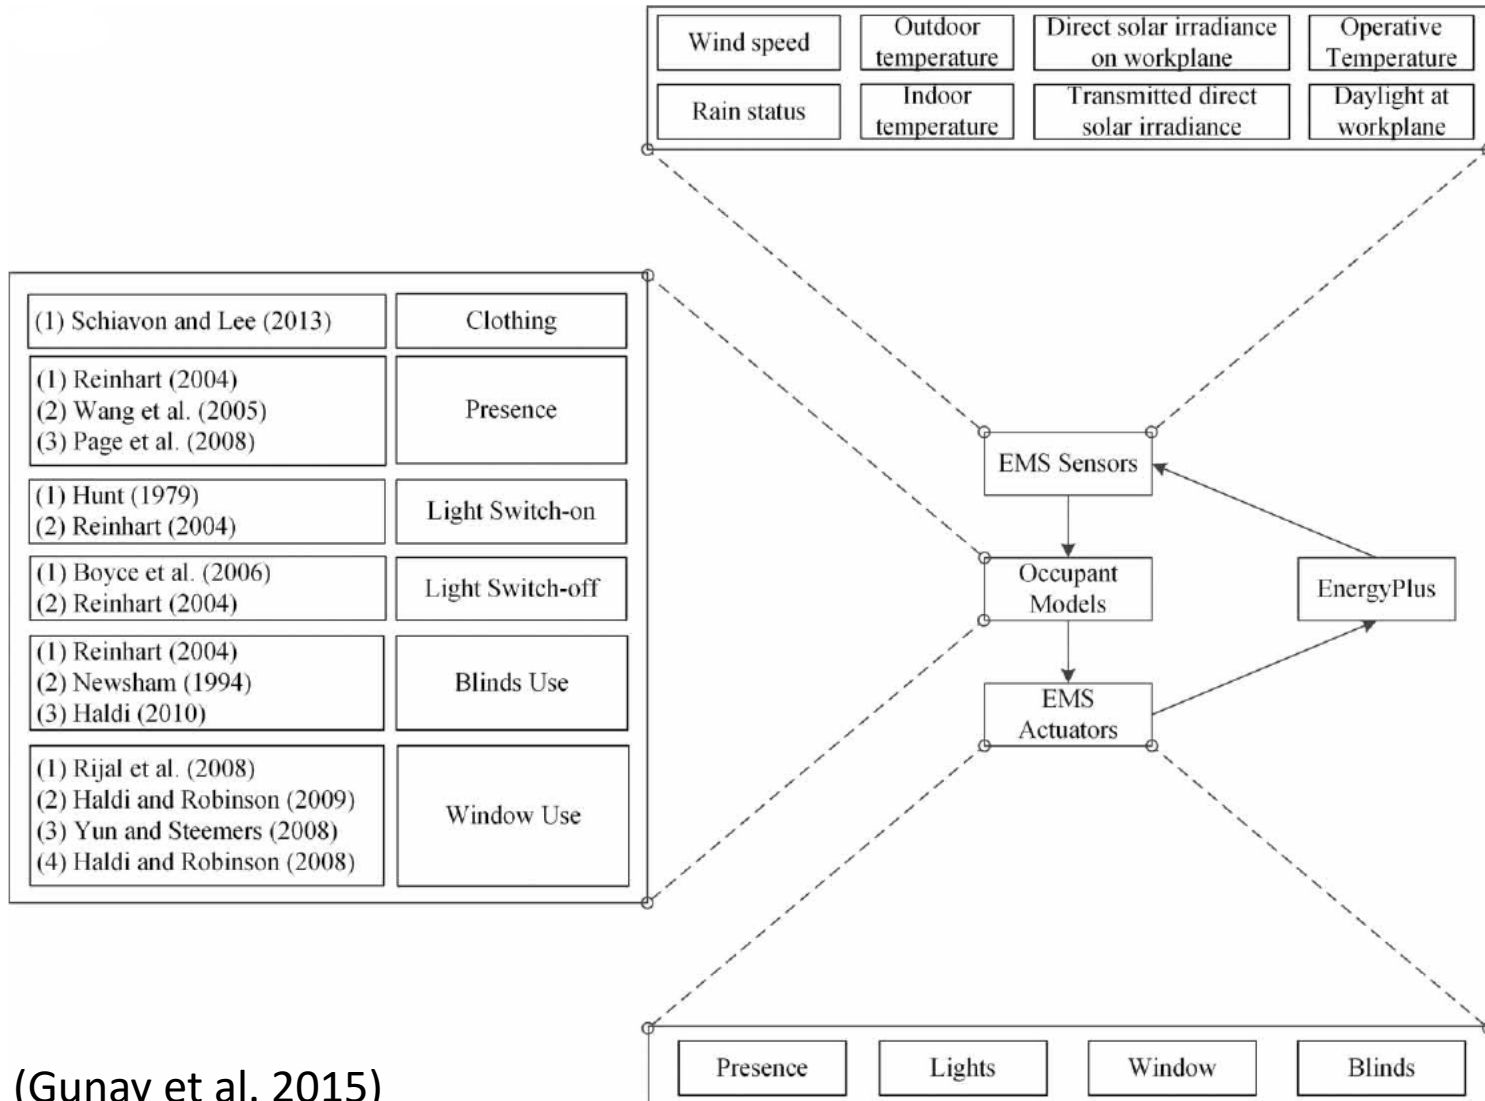 Wind speed
Outdoor
temperature
Direct solar irradiance
on workplane
Operative
Temperature
Rain status
Indoor
temperature
Transmitted direct
solar irradiance
Daylight at
workplane
(1) Schiavon and Lee (2013)
Clothing
(1) Reinhart (2004)
(2) Wang et al. (2005)
(3) Page et al. (2008)
Presence
(1) Hunt (1979)
(2) Reinhart (2004)
Light Switch-on
(1) Boyce et al. (2006)
(2) Reinhart (2004)
Light Switch-off
(1) Reinhart (2004)
(2) Newsham (1994)
(3) Haldi (2010)
Blinds Use
(1) Rijal et al. (2008)
(2) Haldi and Robinson (2009)
(3) Yun and Steemers (2008)
(4) Haldi and Robinson (2008)
Window Use
EMS Sensors
Occupant
Models
EnergyPlus
EMS
Actuators
Presence
Lights
Window
Blinds
(Gunay et al. 2015)